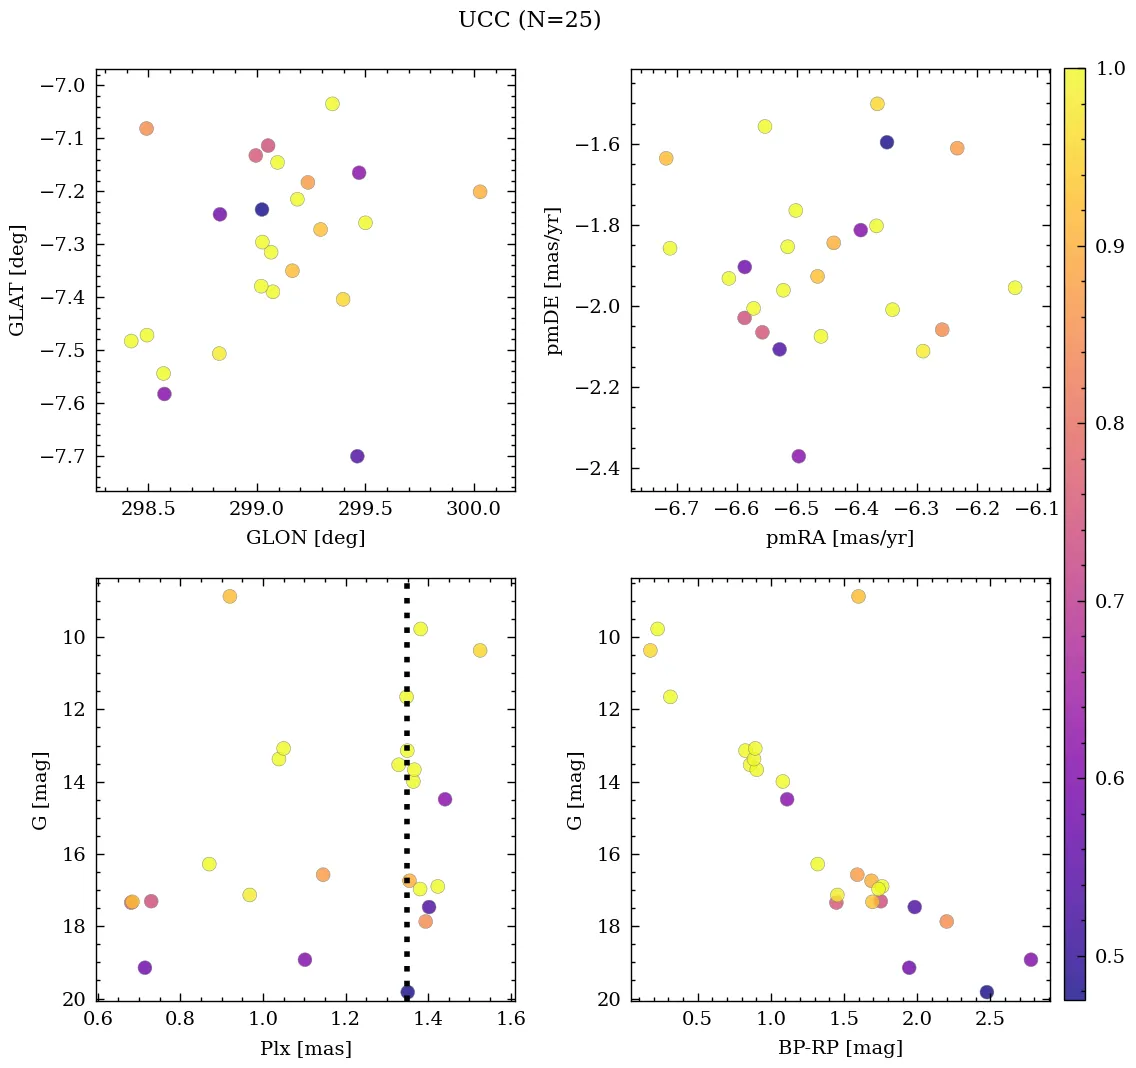 UCC (N=25)
−7.0
−7.1
−7.2
−7.3
−7.4
−7.5
−7.6
−7.7
GLAT [deg]
298.5 299.0 299.5 300.0
GLON [deg]
−1.6
−1.8
−2.0
−2.2
−2.4
pmDE [mas/yr]
−6.7 −6.6 −6.5 −6.4 −6.3 −6.2 −6.1
pmRA [mas/yr]
1.0
0.9
0.8
0.7
0.6
0.5
10
12
14
16
18
20
G [mag]
0.6 0.8 1.0 1.2 1.4 1.6
Plx [mas]
10
12
14
16
18
20
G [mag]
0.5 1.0 1.5 2.0 2.5
BP-RP [mag]